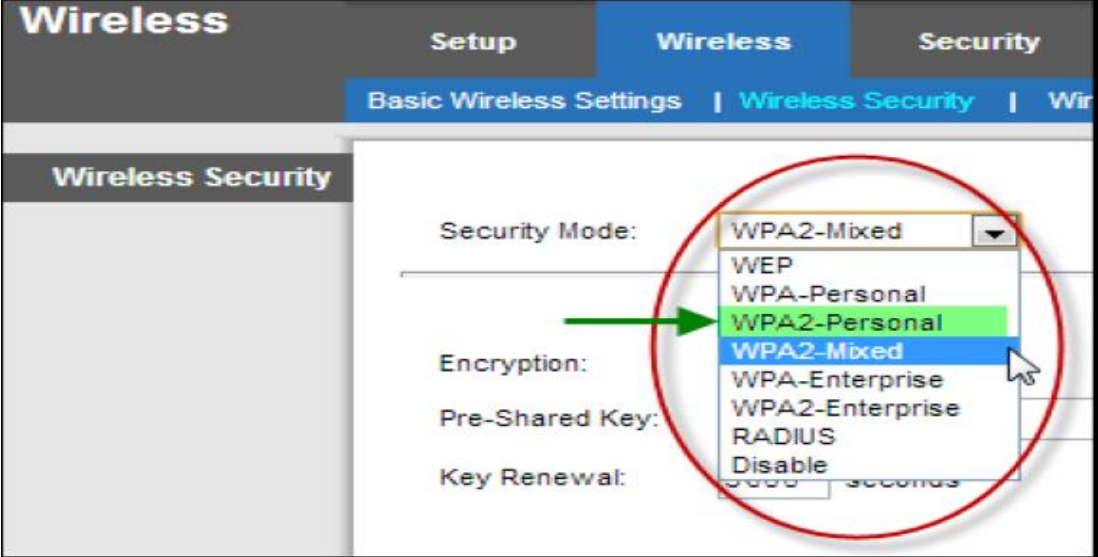 Wireless
Setup Wireless Security
Basic Wireless Settings | Wireless Security |
Wireless Security
Security Mode: WPA2-Mixed
WEP
WPA-Personal
WPA2-Personal
WPA2-Mixed
Encryption:
WPA-Enterprise
WPA2-Enterprise
Pre-Shared Key:
RADIUS
Disable
Key Renewal: seconds